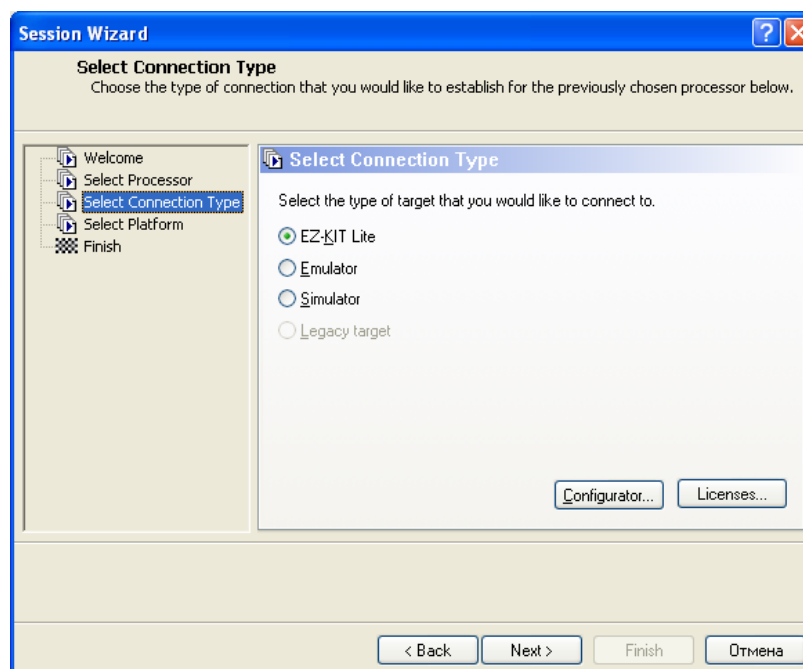 Session Wizard
Select Connection Type
Choose the type of connection that you would like to establish for the previously chosen processor below.
Welcome
Select Processor
Select Connection Type
Select Platform
Finish
Select Connection Type
Select the type of target that you would like to connect to.
EZ-KIT Lite
Emulator
Simulator
Legacy target
Configurator...
Licenses...
< Back
Next >
Finish
Отмена